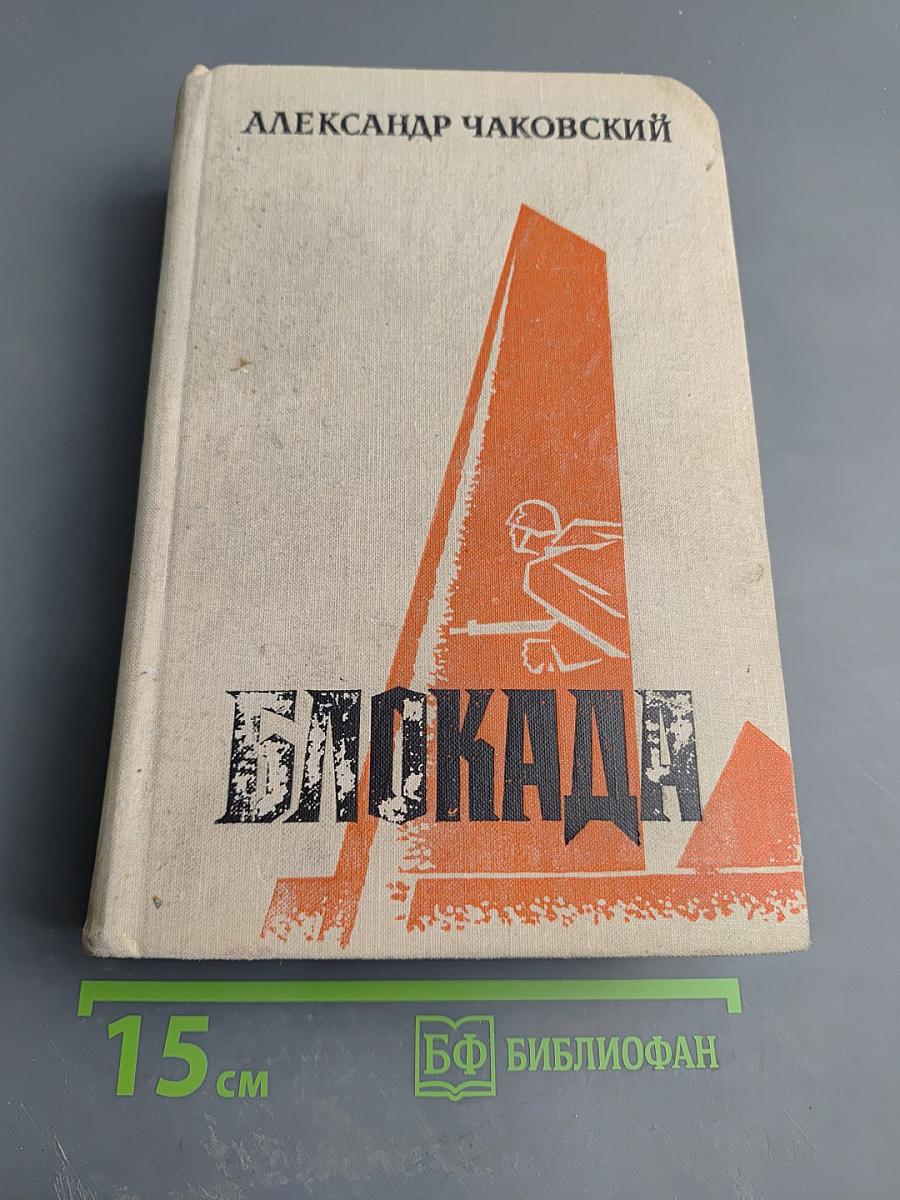 АЛЕКСАНДР ЧАКОВСКИЙ
БЛОКАДА
15 см
БФ БИБЛИОФАН